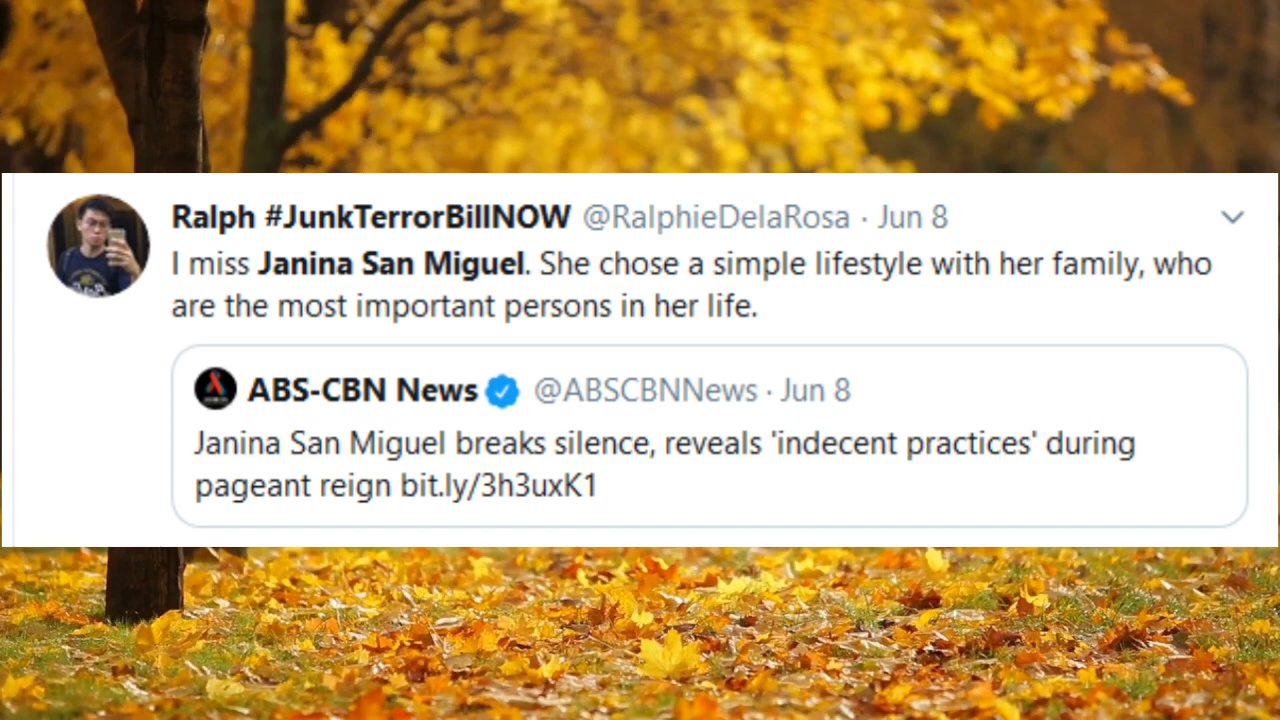 Ralph #JunkTerrorBillNOW @RalphieDelaRosa · Jun 8
I miss Janina San Miguel. She chose a simple lifestyle with her family, who
are the most important persons in her life.
ABS-CBN News @ABSCBNNews · Jun 8
Janina San Miguel breaks silence, reveals 'indecent practices' during
pageant reign bit.ly/3h3uxK1